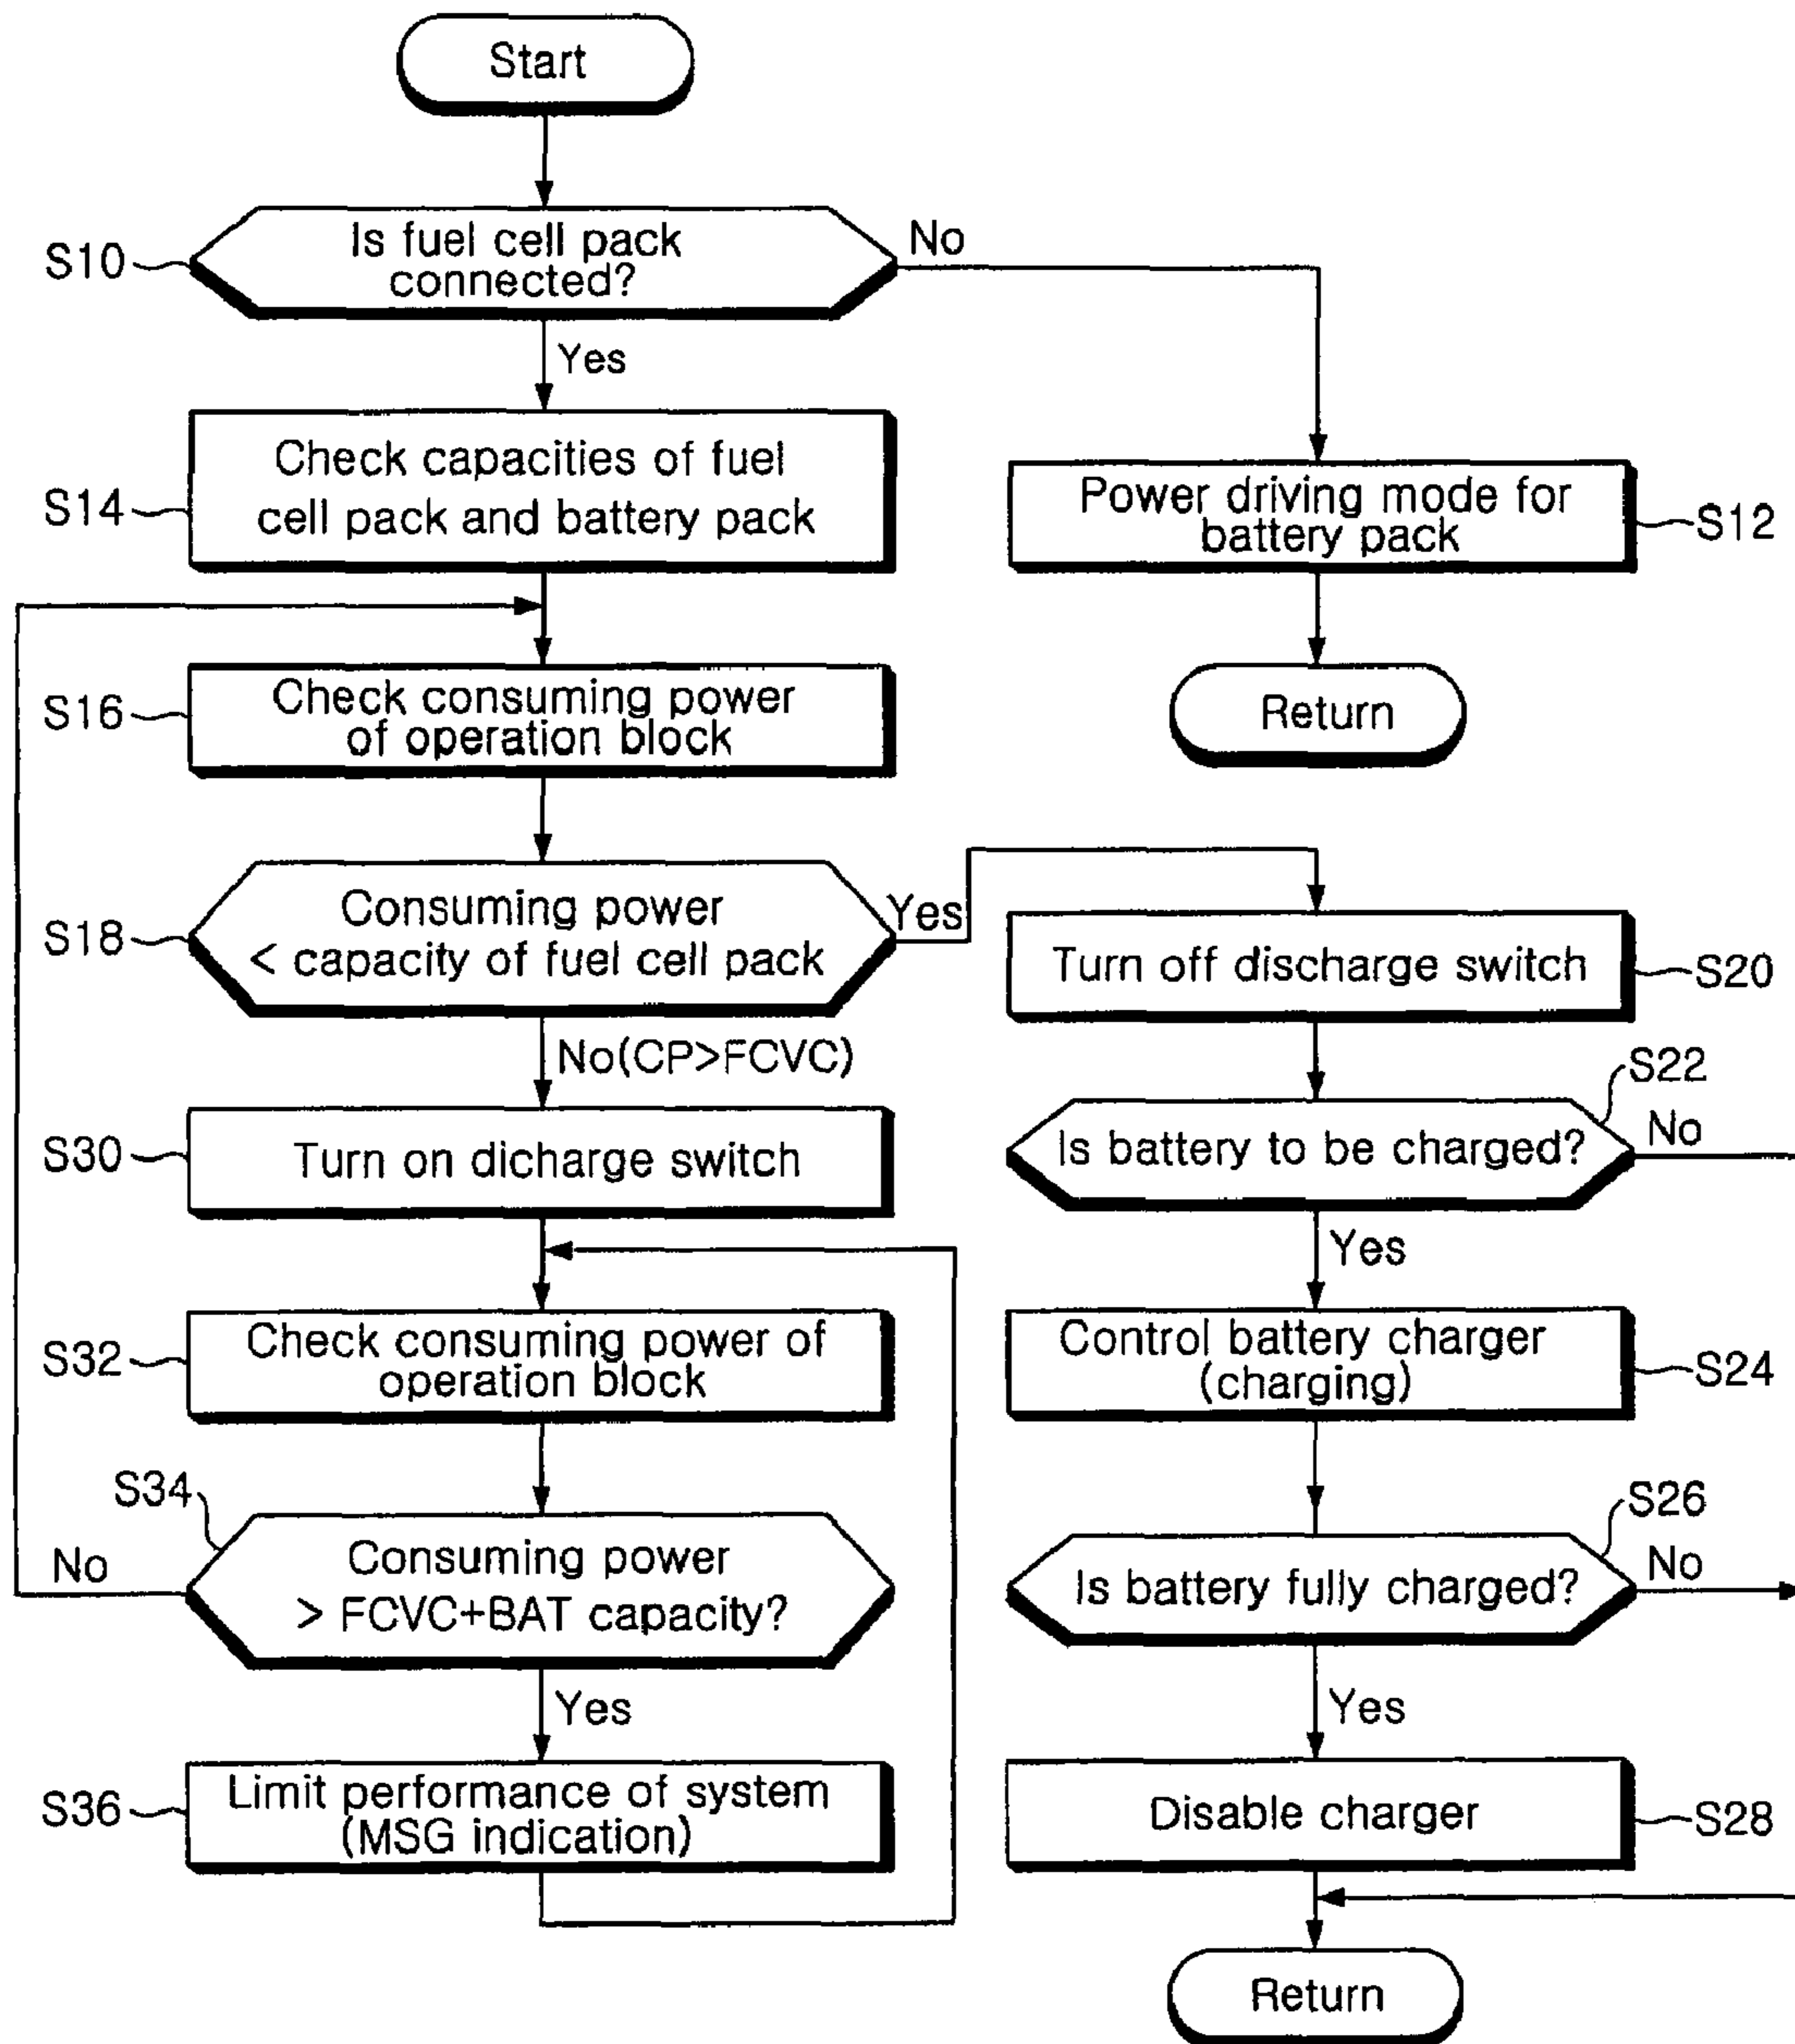 Start
S10
Is fuel cell pack
connected?
No
Yes
S14
Check capacities of fuel
cell pack and battery pack
Power driving mode for
battery pack
S12
Return
S16
Check consuming power
of operation block
S18
Consuming power
< capacity of fuel cell pack
Yes
No(CP>FCVC)
Turn off discharge switch
S20
S22
Is battery to be charged?
No
Yes
S30
Turn on dicharge switch
S32
Check consuming power of
operation block
Control battery charger
(charging)
S24
S34
Consuming power
> FCVC+BAT capacity?
No
Yes
S26
Is battery fully charged?
No
Yes
S36
Limit performance of system
(MSG indication)
Disable charger
S28
Return